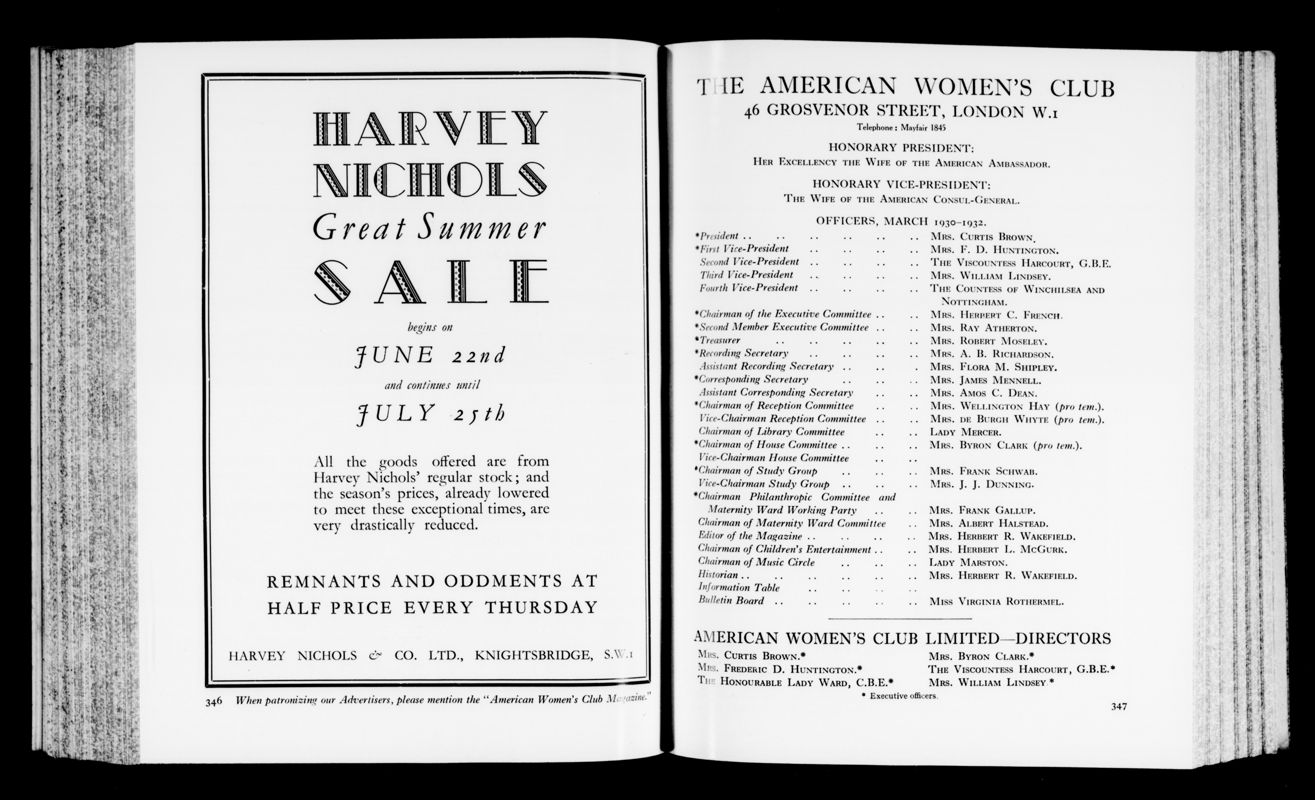 HARVEY
NICHOLS
Great Summer
SALE
begins on
JUNE 22nd
and continues until
JULY 25th
All the goods offered are from
Harvey Nichols' regular stock; and
the season's prices, already lowered
to meet these exceptional times, are
very drastically reduced.
REMNANTS AND ODDMENTS AT
HALF PRICE EVERY THURSDAY
HARVEY NICHOLS & CO. LTD., KNIGHTSBRIDGE, S.W.1
346 When patronizing our Advertisers, please mention the "American Women's Club Magazine."
THE AMERICAN WOMEN'S CLUB
46 GROSVENOR STREET, LONDON W.1
Telephone: Mayfair 1845
HONORARY PRESIDENT:
Her Excellency the Wife of the American Ambassador.
HONORARY VICE-PRESIDENT:
The Wife of the American Consul-General.
OFFICERS, MARCH 1930–1932.
*President .. .. .. .. .. .. Mrs. Curtis Brown.
*First Vice-President .. .. .. .. Mrs. F. D. Huntington.
Second Vice-President .. .. .. .. The Viscountess Harcourt, G.B.E.
Third Vice-President .. .. .. .. Mrs. William Lindsey.
Fourth Vice-President .. .. .. .. The Countess of Winchilsea and
Nottingham.
*Chairman of the Executive Committee .. .. Mrs. Herbert C. French.
*Second Member Executive Committee .. .. Mrs. Ray Atherton.
*Treasurer .. .. .. .. .. Mrs. Robert Moseley.
*Recording Secretary .. .. .. .. Mrs. A. B. Richardson.
Assistant Recording Secretary .. .. . Mrs. Flora M. Shipley.
*Corresponding Secretary .. .. .. Mrs. James Mennell.
Assistant Corresponding Secretary .. .. Mrs. Amos C. Dean.
*Chairman of Reception Committee .. .. Mrs. Wellington Hay (pro tem.).
Vice-Chairman Reception Committee .. .. Mrs. de Burgh Whyte (pro tem.).
Chairman of Library Committee .. .. Lady Mercer.
*Chairman of House Committee .. .. .. Mrs. Byron Clark (pro tem.).
Vice-Chairman House Committee .. ..
*Chairman of Study Group .. .. .. Mrs. Frank Schwab.
Vice-Chairman Study Group .. .. .. Mrs. J. J. Dunning.
*Chairman Philanthropic Committee and
Maternity Ward Working Party .. .. Mrs. Frank Gallup.
Chairman of Maternity Ward Committee .. Mrs. Albert Halstead.
Editor of the Magazine .. .. .. .. Mrs. Herbert R. Wakefield.
Chairman of Children's Entertainment .. .. Mrs. Herbert L. McGurk.
Chairman of Music Circle .. .. .. Lady Marston.
Historian .. .. .. .. .. .. Mrs. Herbert R. Wakefield.
Information Table .. .. .. ..
Bulletin Board .. .. .. .. .. Miss Virginia Rothermel.
AMERICAN WOMEN'S CLUB LIMITED—DIRECTORS
Mrs. Curtis Brown.* Mrs. Byron Clark.*
Mrs. Frederic D. Huntington.* The Viscountess Harcourt, G.B.E.*
The Honourable Lady Ward, C.B.E.* Mrs. William Lindsey.*
* Executive officers.
347